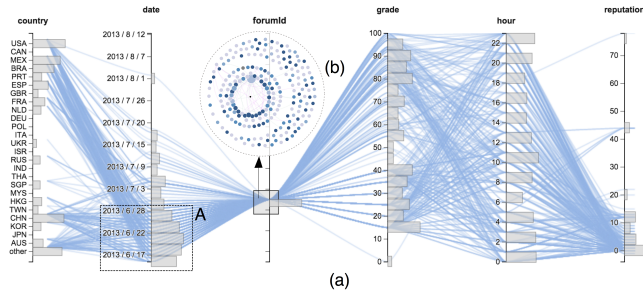 country
date
forumId
grade
hour
reputation
USA
CAN
MEX
BRA
PRT
ESP
GBR
FRA
NLD
DEU
POL
ITA
UKR
ISR
RUS
IND
THA
SGP
MYS
HKG
TWN
CHN
KOR
JPN
AUS
other
2013 / 8 / 12
2013 / 8 / 7
2013 / 8 / 1
2013 / 7 / 26
2013 / 7 / 20
2013 / 7 / 15
2013 / 7 / 9
2013 / 7 / 3
2013 / 6 / 28
2013 / 6 / 22
2013 / 6 / 17
A
(b)
100
90
80
70
60
50
40
30
20
10
0
22
20
18
16
14
12
10
8
6
4
2
0
70
60
50
40
30
20
10
0
(a)